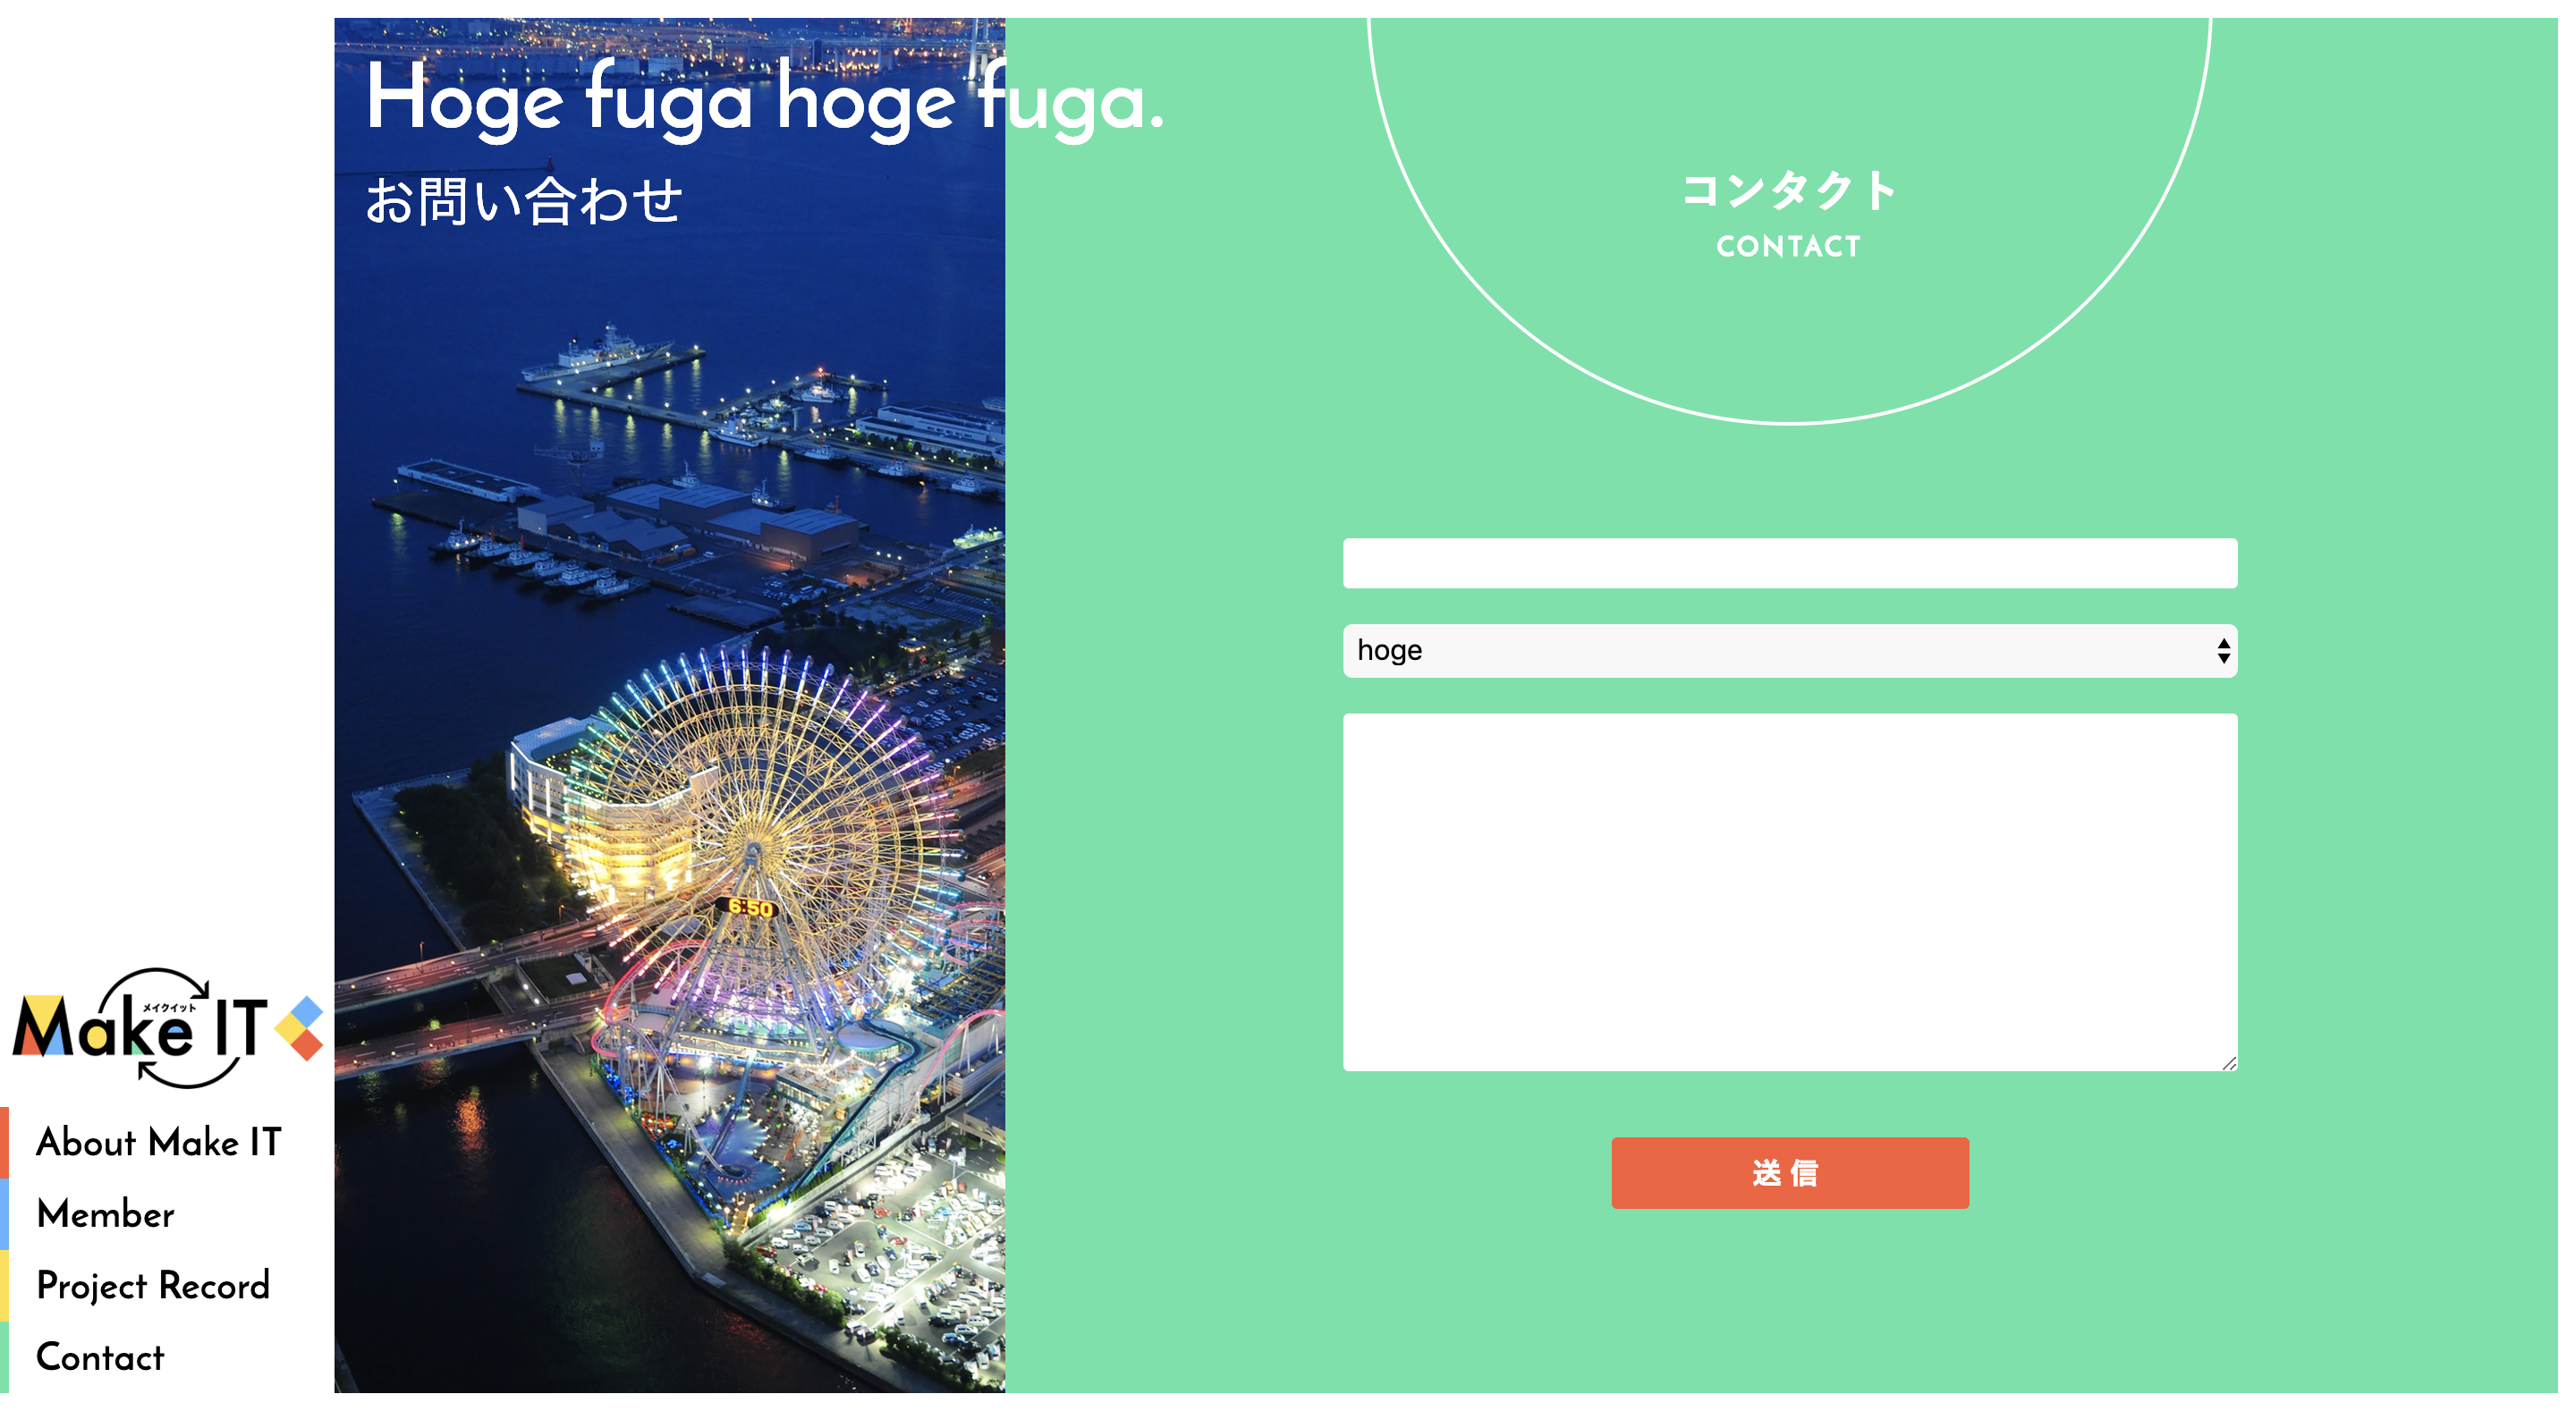 Hoge fuga hoge fuga.
お問い合わせ
コンタクト
CONTACT
hoge
送信
6:50
メイクイット
Make IT
About Make IT
Member
Project Record
Contact